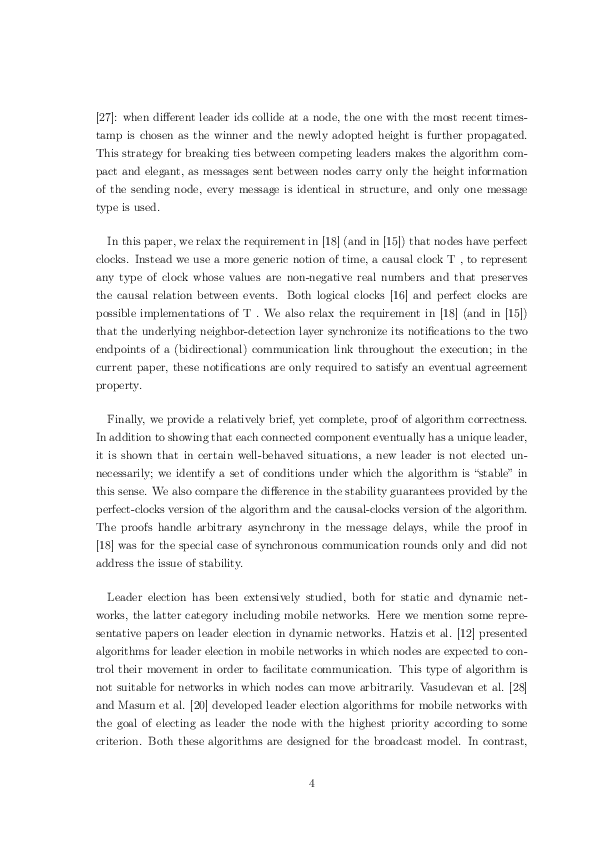 [27]: when different leader ids collide at a node, the one with the most recent times-
tamp is chosen as the winner and the newly adopted height is further propagated.
This strategy for breaking ties between competing leaders makes the algorithm com-
pact and elegant, as messages sent between nodes carry only the height information
of the sending node, every message is identical in structure, and only one message
type is used.
In this paper, we relax the requirement in [18] (and in [15]) that nodes have perfect
clocks. Instead we use a more generic notion of time, a causal clock T , to represent
any type of clock whose values are non-negative real numbers and that preserves
the causal relation between events. Both logical clocks [16] and perfect clocks are
possible implementations of T . We also relax the requirement in [18] (and in [15])
that the underlying neighbor-detection layer synchronize its notifications to the two
endpoints of a (bidirectional) communication link throughout the execution; in the
current paper, these notifications are only required to satisfy an eventual agreement
property.
Finally, we provide a relatively brief, yet complete, proof of algorithm correctness.
In addition to showing that each connected component eventually has a unique leader,
it is shown that in certain well-behaved situations, a new leader is not elected un-
necessarily; we identify a set of conditions under which the algorithm is “stable” in
this sense. We also compare the difference in the stability guarantees provided by the
perfect-clocks version of the algorithm and the causal-clocks version of the algorithm.
The proofs handle arbitrary asynchrony in the message delays, while the proof in
[18] was for the special case of synchronous communication rounds only and did not
address the issue of stability.
Leader election has been extensively studied, both for static and dynamic net-
works, the latter category including mobile networks. Here we mention some repre-
sentative papers on leader election in dynamic networks. Hatzis et al. [12] presented
algorithms for leader election in mobile networks in which nodes are expected to con-
trol their movement in order to facilitate communication. This type of algorithm is
not suitable for networks in which nodes can move arbitrarily. Vasudevan et al. [28]
and Masum et al. [20] developed leader election algorithms for mobile networks with
the goal of electing as leader the node with the highest priority according to some
criterion. Both these algorithms are designed for the broadcast model. In contrast,
4